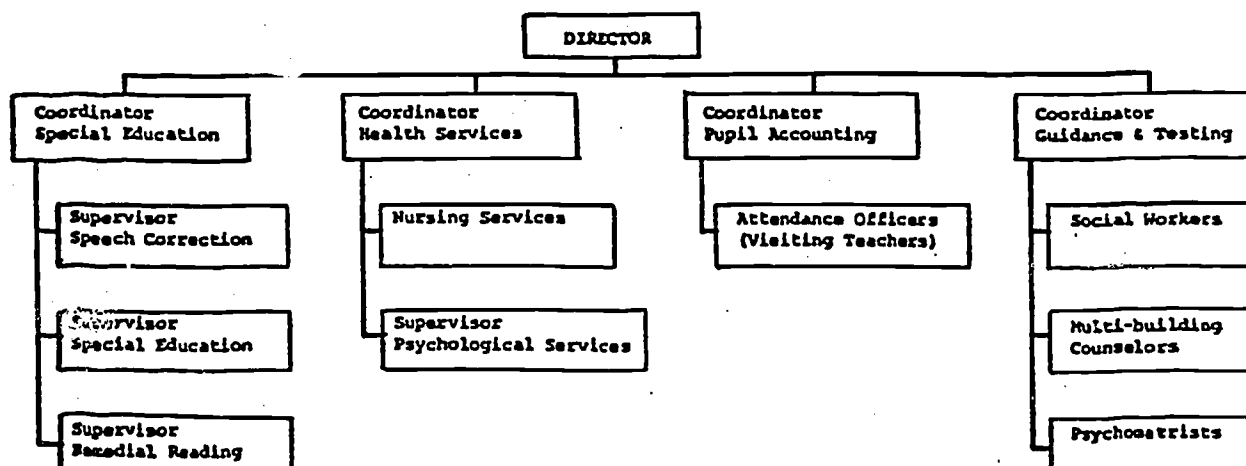 DIRECTOR
Coordinator
Special Education
Coordinator
Health Services
Coordinator
Pupil Accounting
Coordinator
Guidance & Testing
Supervisor
Speech Correction
Nursing Services
Attendance Officers
(Visiting Teachers)
Social Workers
Supervisor
Special Education
Supervisor
Psychological Services
Multi-building
Counselors
Supervisor
Remedial Reading
Psychometrists